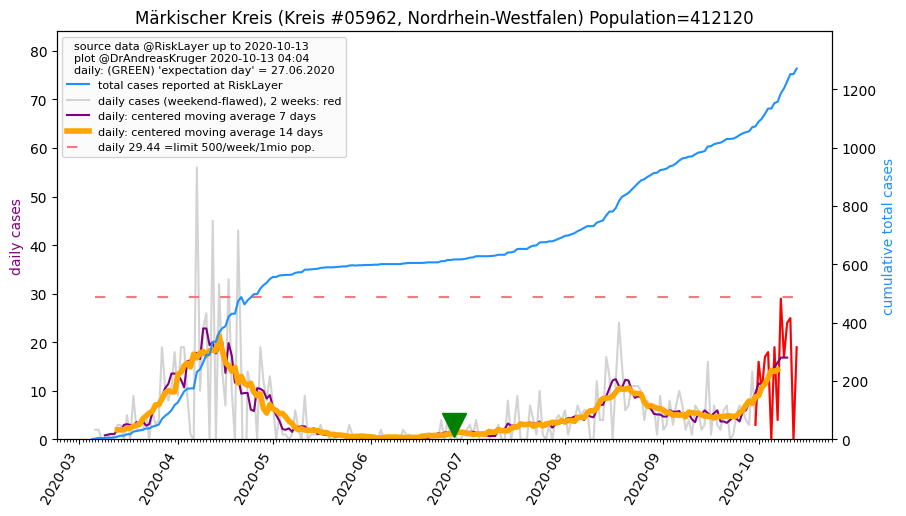 Märkischer Kreis (Kreis #05962, Nordrhein-Westfalen) Population=412120
source data @RiskLayer up to 2020-10-13
plot @DrAndreasKruger 2020-10-13 04:04
daily: (GREEN) 'expectation day' = 27.06.2020
total cases reported at RiskLayer
daily cases (weekend-flawed), 2 weeks: red
daily: centered moving average 7 days
daily: centered moving average 14 days
daily 29.44 =limit 500/week/1mio pop.
daily cases
80
70
60
50
40
30
20
10
0
cumulative total cases
1200
1000
800
600
400
200
0
2020-03
2020-04
2020-05
2020-06
2020-07
2020-08
2020-09
2020-10